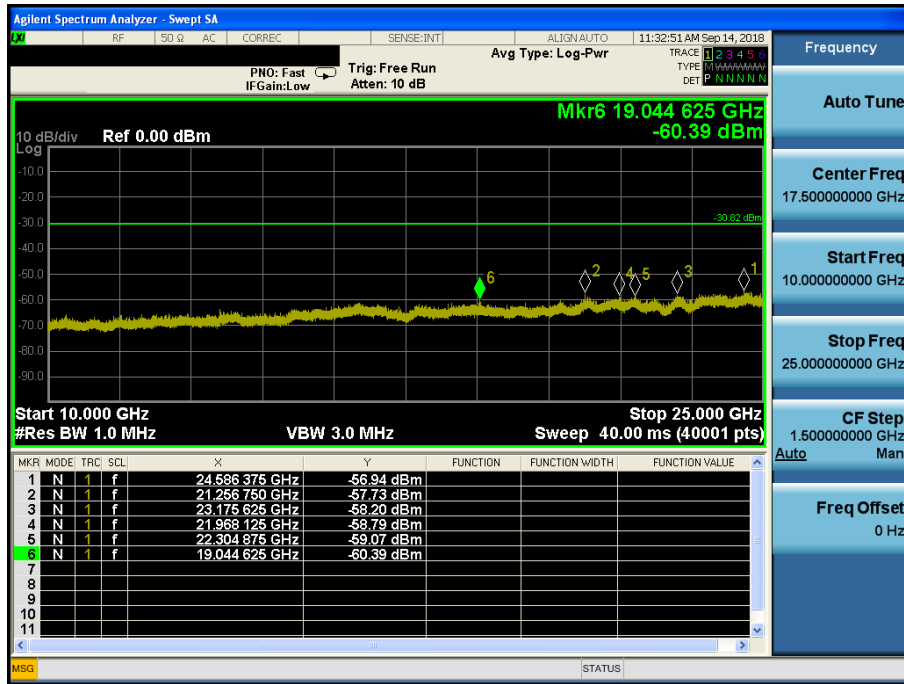 Agilent Spectrum Analyzer - Swept SA
LXI RF 50 Ω AC CORREC SENSE:INT ALIGN AUTO 11:32:51 AM Sep 14, 2018
Frequency
Avg Type: Log-Pwr TRACE 1 2 3 4 5 6
PNO: Fast Trig: Free Run TYPE M W W W W W
IFGain:Low Atten: 10 dB DET P N N N N N
Auto Tune
Mkr6 19.044 625 GHz
10 dB/div Ref 0.00 dBm -60.39 dBm
Log
-10.0
-20.0
-30.0
-30.82 dBm
-40.0
-50.0
-60.0
-70.0
-80.0
-90.0
6 2 4 5 3 1
Center Freq
17.500000000 GHz
Start Freq
10.000000000 GHz
Stop Freq
25.000000000 GHz
Start 10.000 GHz Stop 25.000 GHz
#Res BW 1.0 MHz VBW 3.0 MHz Sweep 40.00 ms (40001 pts)
CF Step
1.500000000 GHz
Auto Man
MKR MODE TRC SCL X Y FUNCTION FUNCTION WIDTH FUNCTION VALUE
1 N 1 f 24.586 375 GHz -56.94 dBm
2 N 1 f 21.256 750 GHz -57.73 dBm
3 N 1 f 23.175 625 GHz -58.20 dBm
4 N 1 f 21.968 125 GHz -58.79 dBm
5 N 1 f 22.304 875 GHz -59.07 dBm
6 N 1 f 19.044 625 GHz -60.39 dBm
7
8
9
10
11
Freq Offset
0 Hz
MSG STATUS